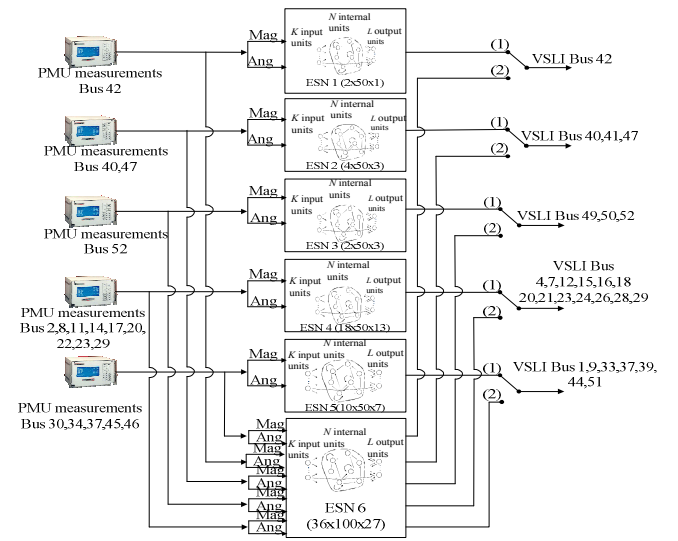 PMU measurements
Bus 42
Mag
Ang
K input
units
N internal
units
L output
units
ESN 1 (2x50x1)
(1)
(2)
VSLI Bus 42
PMU measurements
Bus 40,47
Mag
Ang
K input
units
N internal
units
L output
units
ESN 2 (4x50x3)
(1)
(2)
VSLI Bus 40,41,47
PMU measurements
Bus 52
Mag
Ang
K input
units
N internal
units
L output
units
ESN 3 (2x50x3)
(1)
(2)
VSLI Bus 49,50,52
PMU measurements
Bus 2,8,11,14,17,20,
22,23,29
Mag
Ang
K input
units
N internal
units
L output
units
ESN 4 (18x50x13)
(1)
(2)
VSLI Bus
4,7,12,15,16,18
20,21,23,24,26,28,29
PMU measurements
Bus 30,34,37,45,46
Mag
Ang
K input
units
N internal
units
L output
units
ESN 5(10x50x7)
(1)
(2)
VSLI Bus 1,9,33,37,39,
44,51
Mag
Ang
Mag
Ang
Mag
Ang
Mag
Ang
Mag
Ang
K input
units
N internal
units
L output
units
ESN 6
(36x100x27)